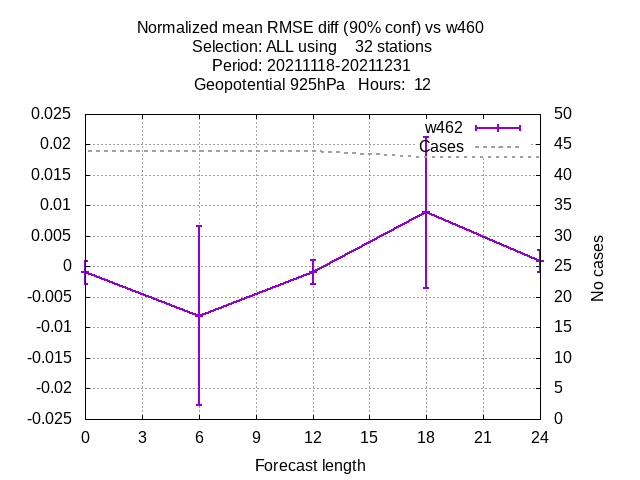 Normalized mean RMSE diff (90% conf) vs w460
Selection: ALL using    32 stations
Period: 20211118-20211231
Geopotential 925hPa   Hours:  12
0.025
0.02
0.015
0.01
0.005
0
-0.005
-0.01
-0.015
-0.02
-0.025
w462
Cases
50
45
40
35
30
25
20
15
10
5
0
No cases
0 3 6 9 12 15 18 21 24
Forecast length